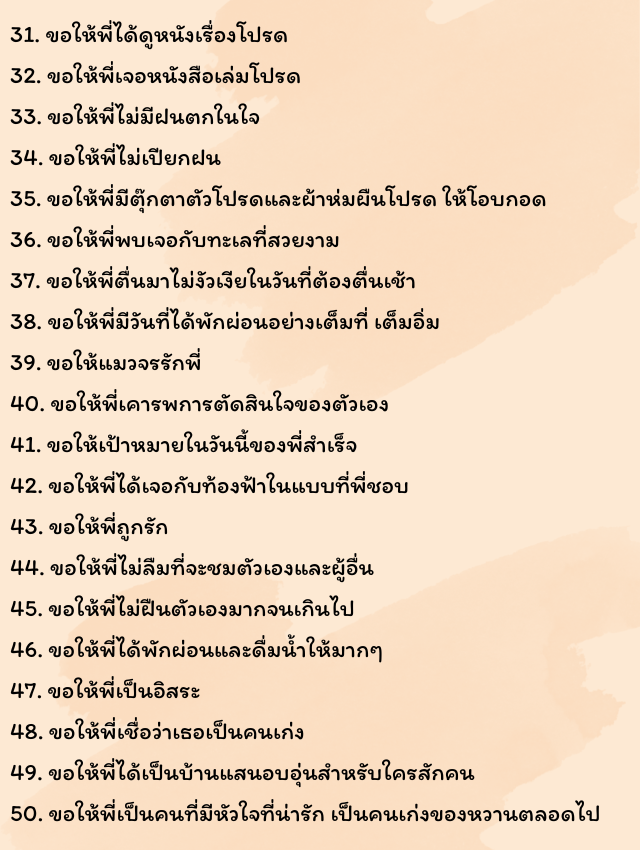 31. ขอให้พี่ได้ดูหนังเรื่องโปรด
32. ขอให้พี่เจอหนังสือเล่มโปรด
33. ขอให้พี่ไม่มีฝนตกในใจ
34. ขอให้พี่ไม่เปียกฝน
35. ขอให้พี่มีตุ๊กตาตัวโปรดและผ้าห่มผืนโปรด ให้โอบกอด
36. ขอให้พี่พบเจอกับทะเลที่สวยงาม
37. ขอให้พี่ตื่นมาไม่งัวเงียในวันที่ต้องตื่นเช้า
38. ขอให้พี่มีวันที่ได้พักผ่อนอย่างเต็มที่ เต็มอิ่ม
39. ขอให้แมวจรรักพี่
40. ขอให้พี่เคารพการตัดสินใจของตัวเอง
41. ขอให้เป้าหมายในวันนี้ของพี่สำเร็จ
42. ขอให้พี่ได้เจอกับท้องฟ้าในแบบที่พี่ชอบ
43. ขอให้พี่ถูกรัก
44. ขอให้พี่ไม่ลืมที่จะชมตัวเองและผู้อื่น
45. ขอให้พี่ไม่ฝืนตัวเองมากจนเกินไป
46. ขอให้พี่ได้พักผ่อนและดื่มน้ำให้มากๆ
47. ขอให้พี่เป็นอิสระ
48. ขอให้พี่เชื่อว่าเธอเป็นคนเก่ง
49. ขอให้พี่ได้เป็นบ้านแสนอบอุ่นสำหรับใครสักคน
50. ขอให้พี่เป็นคนที่มีหัวใจที่น่ารัก เป็นคนเก่งของหวานตลอดไป